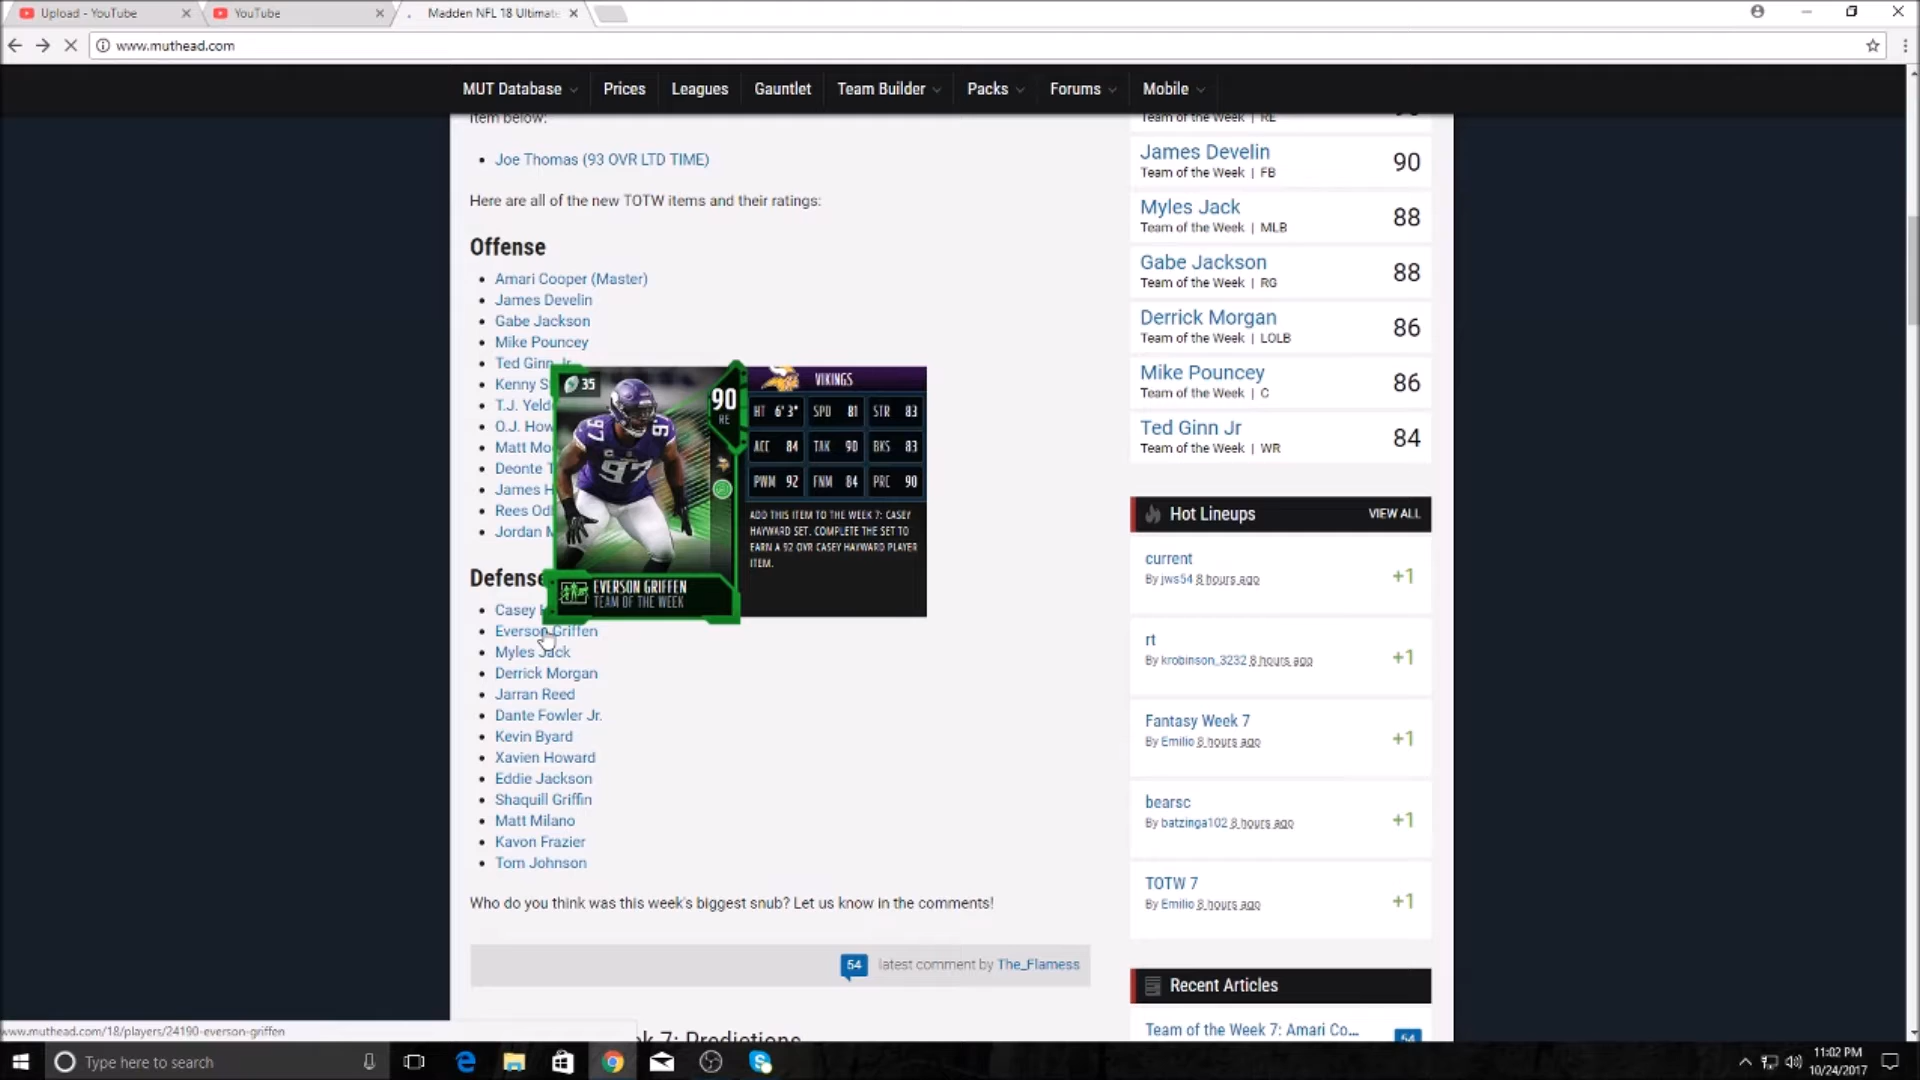 Upload - YouTube
YouTube
Madden NFL 18 Ultimate
www.muthead.com
MUT Database
Prices
Leagues
Gauntlet
Team Builder
Packs
Forums
Mobile
item below:
Joe Thomas (93 OVR LTD TIME)
Here are all of the new TOTW items and their ratings:
Offense
Amari Cooper (Master)
James Develin
Gabe Jackson
Mike Pouncey
Ted Ginn Jr
Kenny S
T.J. Yeld
O.J. How
Matt Mo
Deonte T
James H
Rees Od
Jordan M
35
90
RE
EVERSON GRIFFEN
TEAM OF THE WEEK
VIKINGS
HT 6' 3" SPD 81 STR 83
ACC 84 TAK 90 BKS 83
PWM 92 FNM 84 PRC 90
ADD THIS ITEM TO THE WEEK 7: CASEY
HAYWARD SET. COMPLETE THE SET TO
EARN A 92 OVR CASEY HAYWARD PLAYER
ITEM.
Defense
Casey
Everson Griffen
Myles Jack
Derrick Morgan
Jarran Reed
Dante Fowler Jr.
Kevin Byard
Xavien Howard
Eddie Jackson
Shaquill Griffin
Matt Milano
Kavon Frazier
Tom Johnson
Who do you think was this week's biggest snub? Let us know in the comments!
54 latest comment by The_Flamess
k 7: Predictions
Team of the Week | RE
James Develin 90
Team of the Week | FB
Myles Jack 88
Team of the Week | MLB
Gabe Jackson 88
Team of the Week | RG
Derrick Morgan 86
Team of the Week | LOLB
Mike Pouncey 86
Team of the Week | C
Ted Ginn Jr 84
Team of the Week | WR
Hot Lineups VIEW ALL
current
By jws54 8 hours ago +1
rt
By krobinson_3232 8 hours ago +1
Fantasy Week 7
By Emilio 8 hours ago +1
bearsc
By batzinga102 8 hours ago +1
TOTW 7
By Emilio 8 hours ago +1
Recent Articles
Team of the Week 7: Amari Co... 54
www.muthead.com/18/players/24190-everson-griffen
Type here to search
11:02 PM
10/24/2017